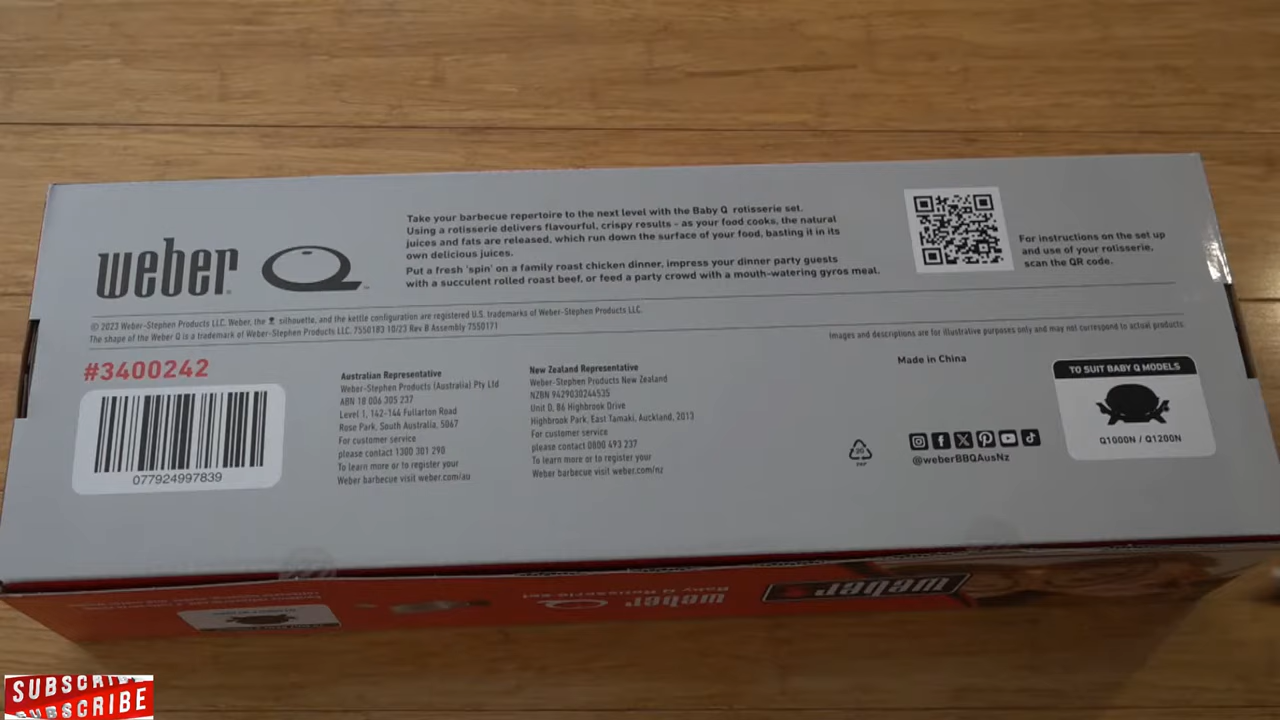 weber Q
Take your barbecue repertoire to the next level with the Baby Q rotisserie set.
Using a rotisserie delivers flavourful, crispy results - as your food cooks, the natural
juices and fats are released, which run down the surface of your food, basting it in its
own delicious juices.
Put a fresh 'spin' on a family roast chicken dinner, impress your dinner party guests
with a succulent rolled roast beef, or feed a party crowd with a mouth-watering gyros meal.
For instructions on the set up
and use of your rotisserie,
scan the QR code.
© 2023 Weber-Stephen Products LLC. Weber, the silhouette, and the kettle configuration are registered U.S. trademarks of Weber-Stephen Products LLC.
The shape of the Weber Q is a trademark of Weber-Stephen Products LLC. 7550183 10/23 Rev B Assembly 7550171
Images and descriptions are for illustrative purposes only and may not correspond to actual products.
#3400242
077924997839
Australian Representative
Weber-Stephen Products (Australia) Pty Ltd
ABN 18 006 305 237
Level 1, 142-144 Fullarton Road
Rose Park, South Australia, 5067
For customer service
please contact 1300 301 290
To learn more or to register your
Weber barbecue visit weber.com/au
New Zealand Representative
Weber-Stephen Products New Zealand
NZBN 9429030244535
Unit D, 86 Highbrook Drive
Highbrook Park, East Tamaki, Auckland, 2013
For customer service
please contact 0800 493 237
To learn more or to register your
Weber barbecue visit weber.com/nz
Made in China
20
PAP
@weberBBQAusNz
TO SUIT BABY Q MODELS
Q1000N / Q1200N
weber
weber Q
Baby Q Rotisserie Set
SUBSCRIBE
SUBSCRIBE